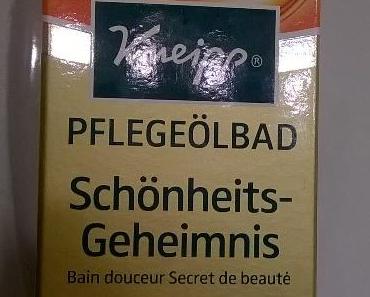 Kneipp®
PFLEGEÖLBAD
Schönheits-
Geheimnis
Bain douceur Secret de beauté